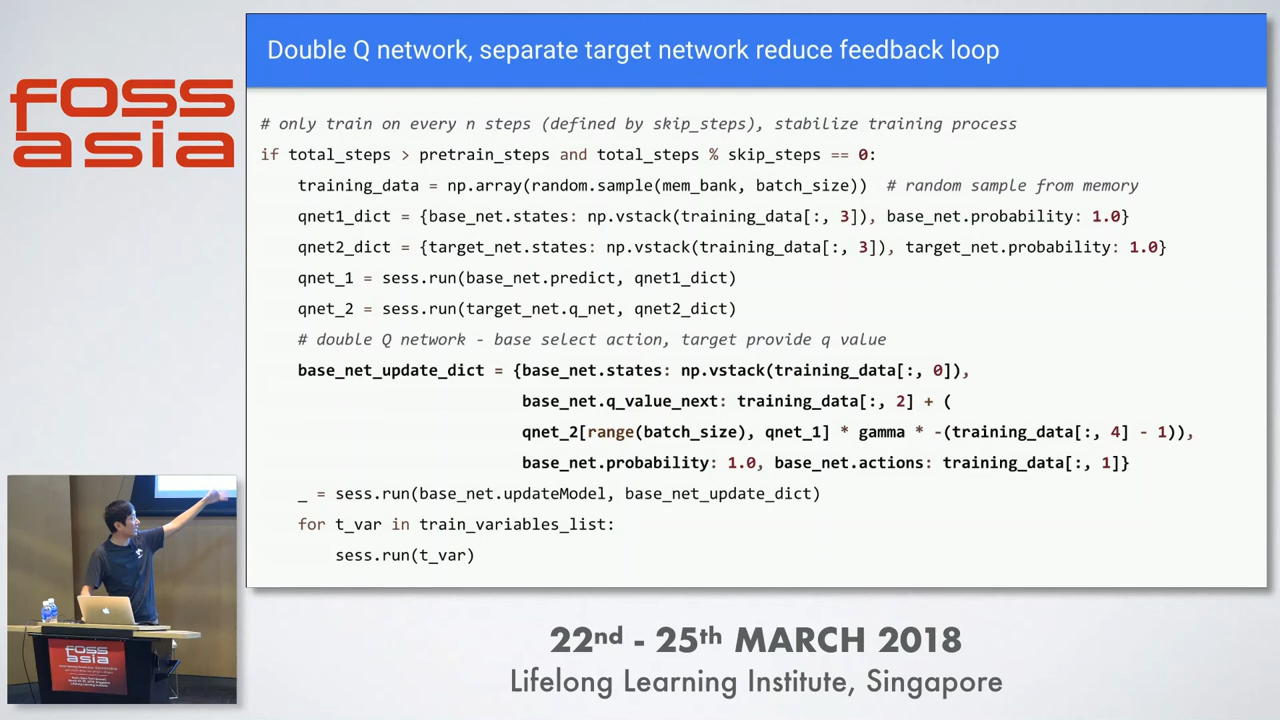 foss
asia
Double Q network, separate target network reduce feedback loop
# only train on every n steps (defined by skip_steps), stabilize training process
if total_steps > pretrain_steps and total_steps % skip_steps == 0:
training_data = np.array(random.sample(mem_bank, batch_size))  # random sample from memory
qnet1_dict = {base_net.states: np.vstack(training_data[:, 3]), base_net.probability: 1.0}
qnet2_dict = {target_net.states: np.vstack(training_data[:, 3]), target_net.probability: 1.0}
qnet_1 = sess.run(base_net.predict, qnet1_dict)
qnet_2 = sess.run(target_net.q_net, qnet2_dict)
# double Q network - base select action, target provide q value
base_net_update_dict = {base_net.states: np.vstack(training_data[:, 0]),
base_net.q_value_next: training_data[:, 2] + (
qnet_2[range(batch_size), qnet_1] * gamma * -(training_data[:, 4] - 1)),
base_net.probability: 1.0, base_net.actions: training_data[:, 1]}
_ = sess.run(base_net.updateModel, base_net_update_dict)
for t_var in train_variables_list:
sess.run(t_var)
foss
asia
22nd - 25th MARCH 2018
Lifelong Learning Institute, Singapore